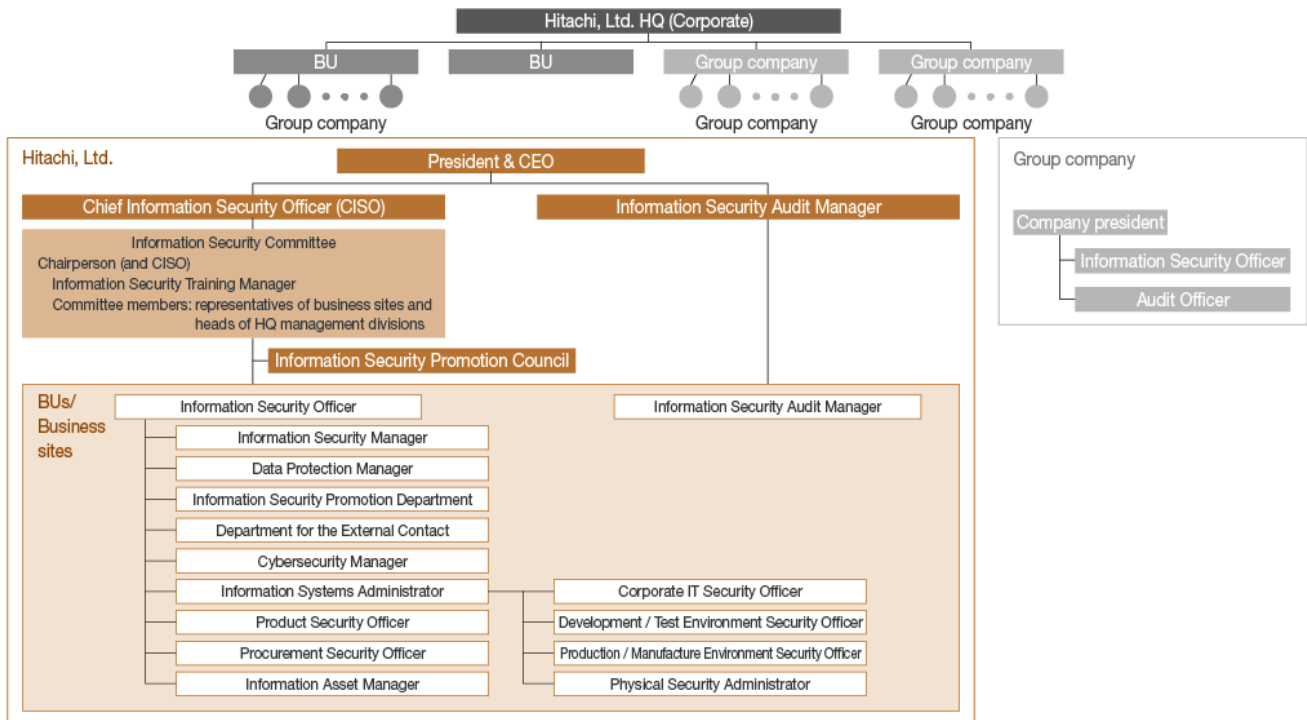 Hitachi, Ltd. HQ (Corporate)
BU
BU
Group company
Group company
Group company
Group company
Group company
Hitachi, Ltd.
President & CEO
Chief Information Security Officer (CISO)
Information Security Audit Manager
Information Security Committee
Chairperson (and CISO)
Information Security Training Manager
Committee members: representatives of business sites and
heads of HQ management divisions
Information Security Promotion Council
BUs/
Business
sites
Information Security Officer
Information Security Audit Manager
Information Security Manager
Data Protection Manager
Information Security Promotion Department
Department for the External Contact
Cybersecurity Manager
Information Systems Administrator
Corporate IT Security Officer
Product Security Officer
Development / Test Environment Security Officer
Procurement Security Officer
Production / Manufacture Environment Security Officer
Information Asset Manager
Physical Security Administrator
Group company
Company president
Information Security Officer
Audit Officer